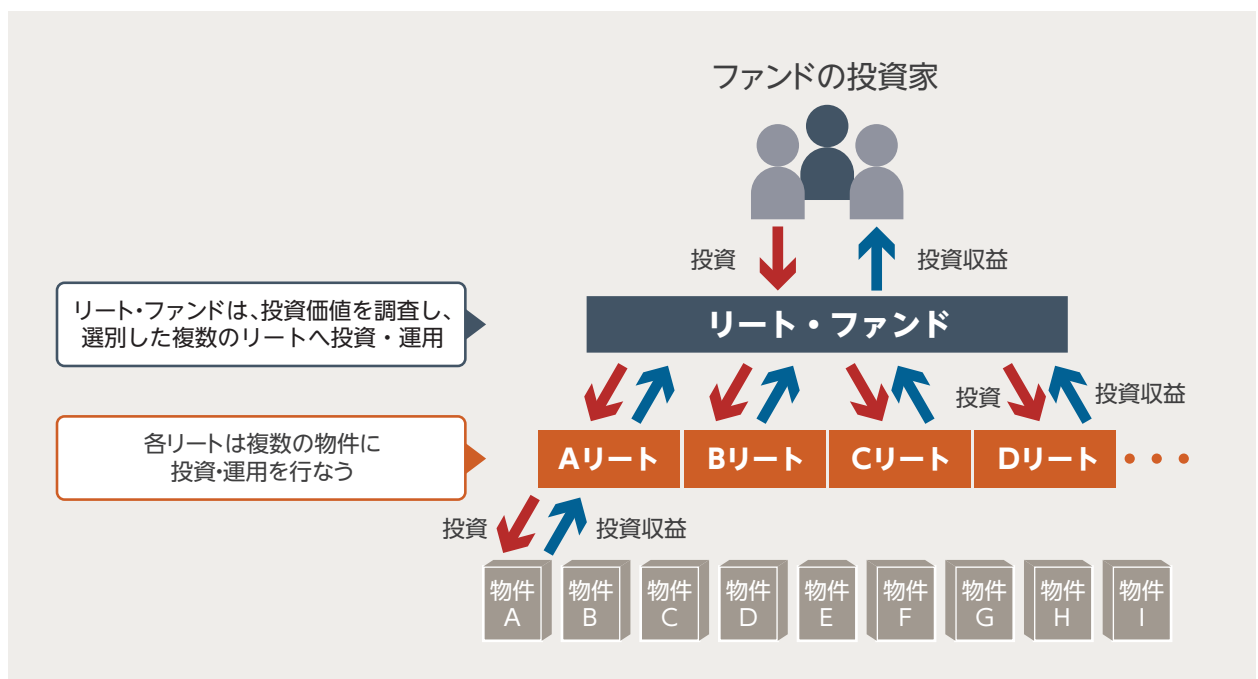 ファンドの投資家
投資
投資収益
リート・ファンドは、投資価値を調査し、
選別した複数のリートへ投資・運用
リート・ファンド
投資
投資収益
各リートは複数の物件に
投資・運用を行なう
Aリート
Bリート
Cリート
Dリート
・・・
投資
投資収益
物件
A
物件
B
物件
C
物件
D
物件
E
物件
F
物件
G
物件
H
物件
I